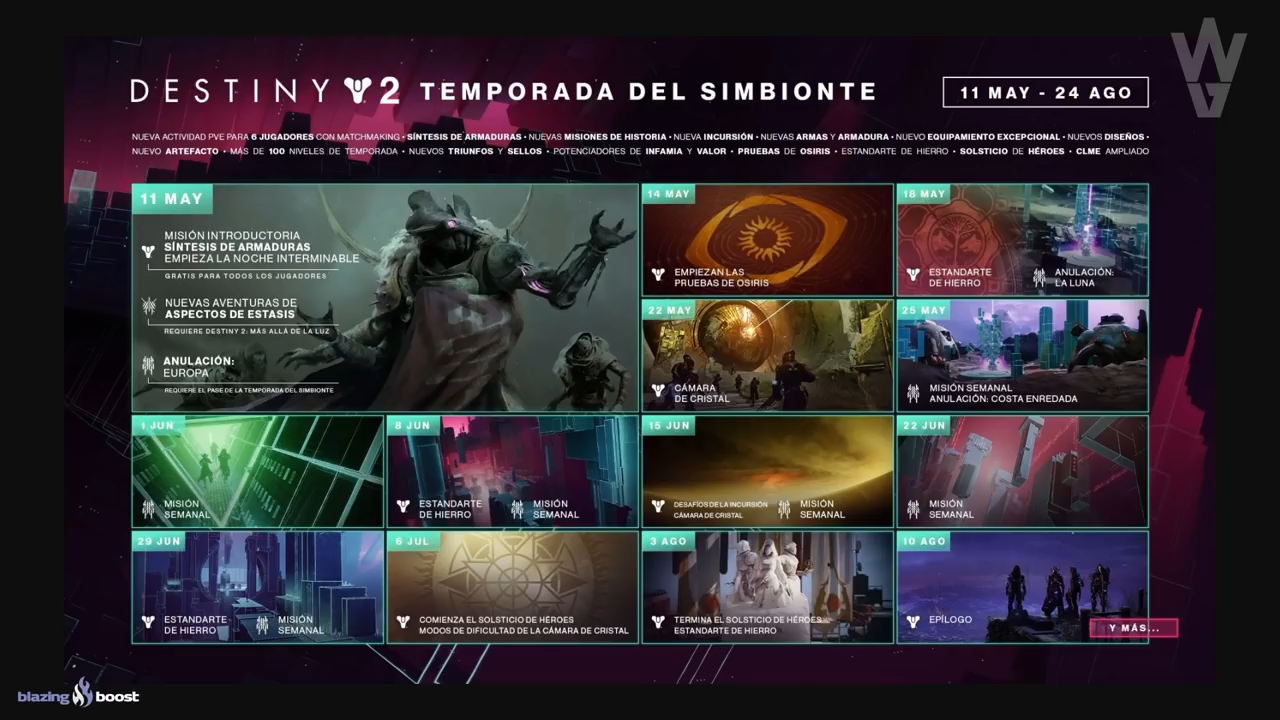 WG
DESTINY 2 TEMPORADA DEL SIMBIONTE
11 MAY - 24 AGO
NUEVA ACTIVIDAD PVE PARA 6 JUGADORES CON MATCHMAKING • SÍNTESIS DE ARMADURAS • NUEVAS MISIONES DE HISTORIA • NUEVA INCURSIÓN • NUEVAS ARMAS Y ARMADURA • NUEVO EQUIPAMIENTO EXCEPCIONAL • NUEVOS DISEÑOS •
NUEVO ARTEFACTO • MÁS DE 100 NIVELES DE TEMPORADA • NUEVOS TRIUNFOS Y SELLOS • POTENCIADORES DE INFAMIA Y VALOR • PRUEBAS DE OSIRIS • ESTANDARTE DE HIERRO • SOLSTICIO DE HÉROES • CLME AMPLIADO
11 MAY
MISIÓN INTRODUCTORIA
SÍNTESIS DE ARMADURAS
EMPIEZA LA NOCHE INTERMINABLE
GRATIS PARA TODOS LOS JUGADORES
NUEVAS AVENTURAS DE
ASPECTOS DE ESTASIS
REQUIERE DESTINY 2: MÁS ALLÁ DE LA LUZ
ANULACIÓN:
EUROPA
REQUIERE EL PASE DE LA TEMPORADA DEL SIMBIONTE
14 MAY
EMPIEZAN LAS
PRUEBAS DE OSIRIS
18 MAY
ESTANDARTE
DE HIERRO
ANULACIÓN:
LA LUNA
22 MAY
CÁMARA
DE CRISTAL
25 MAY
MISIÓN SEMANAL
ANULACIÓN: COSTA ENREDADA
1 JUN
MISIÓN
SEMANAL
8 JUN
ESTANDARTE
DE HIERRO
MISIÓN
SEMANAL
15 JUN
DESAFÍOS DE LA INCURSIÓN
CÁMARA DE CRISTAL
MISIÓN
SEMANAL
22 JUN
MISIÓN
SEMANAL
29 JUN
ESTANDARTE
DE HIERRO
MISIÓN
SEMANAL
6 JUL
COMIENZA EL SOLSTICIO DE HÉROES
MODOS DE DIFICULTAD DE LA CÁMARA DE CRISTAL
3 AGO
TERMINA EL SOLSTICIO DE HÉROES
ESTANDARTE DE HIERRO
10 AGO
EPÍLOGO
Y MÁS...
blazing boost